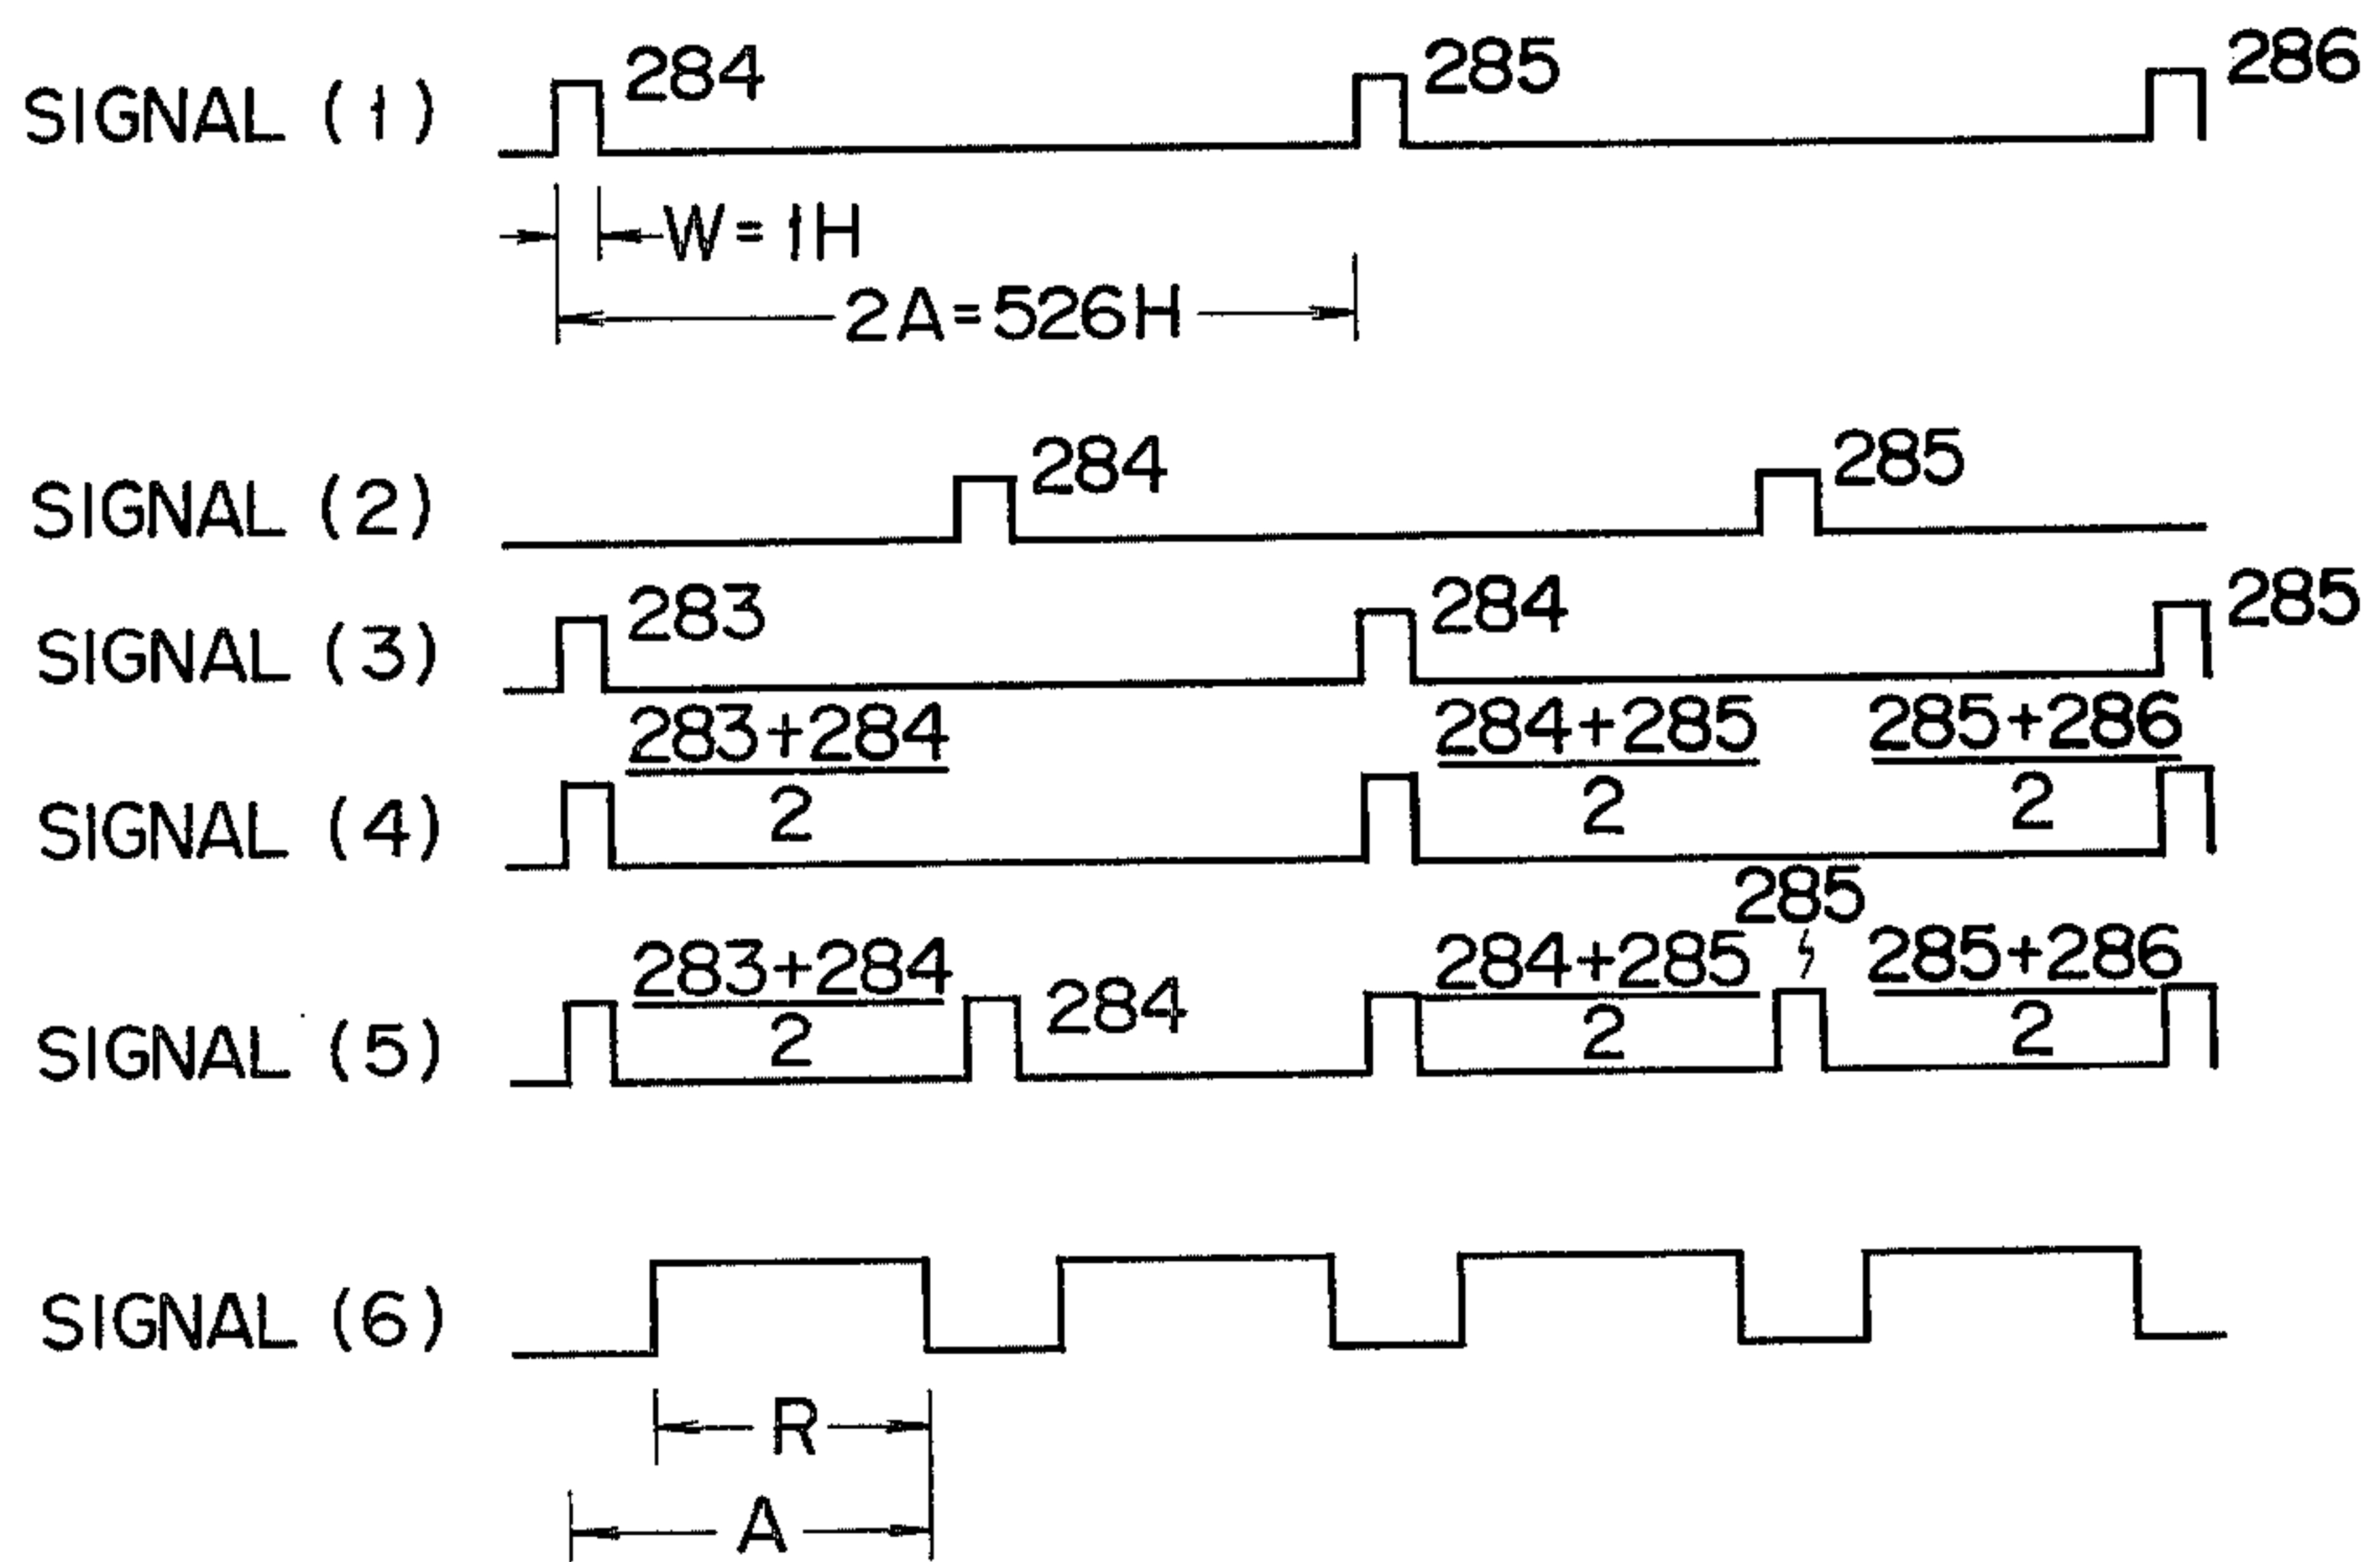 SIGNAL (1) 284 285 286
W=1H
2A=526H
SIGNAL (2) 284 285
SIGNAL (3) 283 284 285
283+284 284+285 285+286
SIGNAL (4) 2 2 2
285
283+284 284 284+285 285+286
SIGNAL (5) 2 2 2
SIGNAL (6)
R
A